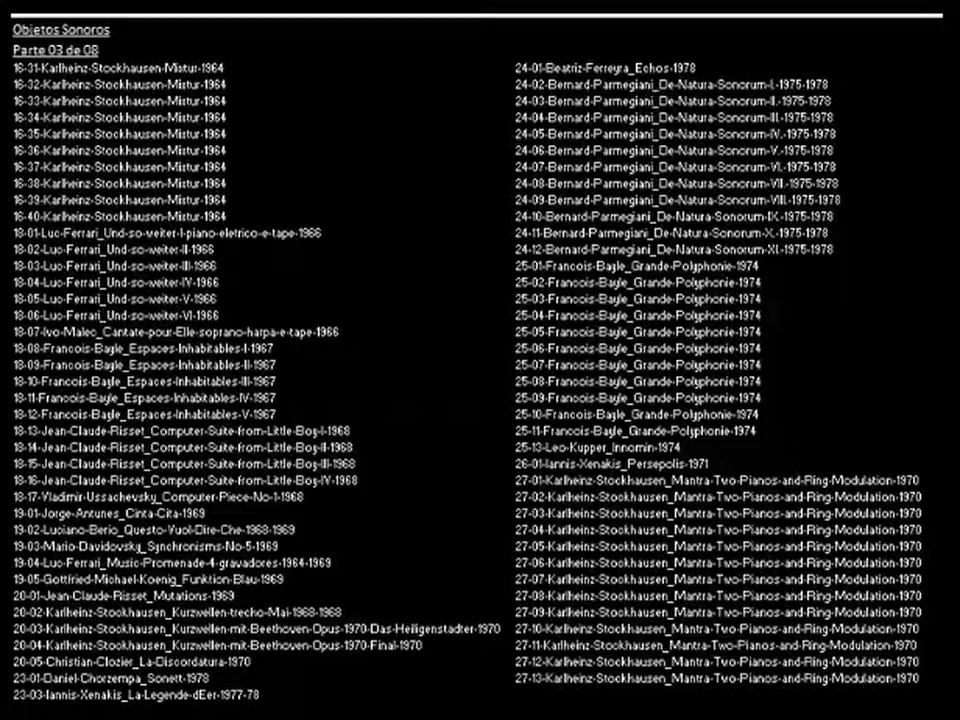 Objetos Sonoros
Parte 03 de 08
16-31-Karlheinz-Stockhausen-Mixtur-1964
16-32-Karlheinz-Stockhausen-Mixtur-1964
16-33-Karlheinz-Stockhausen-Mixtur-1964
16-34-Karlheinz-Stockhausen-Mixtur-1964
16-35-Karlheinz-Stockhausen-Mixtur-1964
16-36-Karlheinz-Stockhausen-Mixtur-1964
16-37-Karlheinz-Stockhausen-Mixtur-1964
16-38-Karlheinz-Stockhausen-Mixtur-1964
16-39-Karlheinz-Stockhausen-Mixtur-1964
16-40-Karlheinz-Stockhausen-Mixtur-1964
18-01-Luc-Ferrari_Und-so-weiter-I-piano-eletrico-e-tape-1966
18-02-Luc-Ferrari_Und-so-weiter-II-1966
18-03-Luc-Ferrari_Und-so-weiter-III-1966
18-04-Luc-Ferrari_Und-so-weiter-IV-1966
18-05-Luc-Ferrari_Und-so-weiter-V-1966
18-06-Luc-Ferrari_Und-so-weiter-VI-1966
18-07-Ivo-Malec_Cantate-pour-Elle-soprano-harpa-e-tape-1966
18-08-Francois-Bayle_Espaces-Inhabitables-I-1967
18-09-Francois-Bayle_Espaces-Inhabitables-II-1967
18-10-Francois-Bayle_Espaces-Inhabitables-III-1967
18-11-Francois-Bayle_Espaces-Inhabitables-IV-1967
18-12-Francois-Bayle_Espaces-Inhabitables-V-1967
18-13-Jean-Claude-Risset_Computer-Suite-from-Little-Boy-I-1968
18-14-Jean-Claude-Risset_Computer-Suite-from-Little-Boy-II-1968
18-15-Jean-Claude-Risset_Computer-Suite-from-Little-Boy-III-1968
18-16-Jean-Claude-Risset_Computer-Suite-from-Little-Boy-IV-1968
18-17-Vladimir-Ussachevsky_Computer-Piece-No-1-1968
19-01-Jorge-Antunes_Cinta-Cita-1969
19-02-Luciano-Berio_Questo-Vuol-Dire-Che-1968-1969
19-03-Mario-Davidovsky_Synchronisms-No-5-1969
19-04-Luc-Ferrari_Music-Promenade-4-gravadores-1964-1969
19-05-Gottfried-Michael-Koenig_Funktion-Blau-1969
20-01-Jean-Claude-Risset_Mutations-1969
20-02-Karlheinz-Stockhausen_Kurzwellen-trecho-Mai-1968-1968
20-03-Karlheinz-Stockhausen_Kurzwellen-mit-Beethoven-Opus-1970-Das-Heiligenstadter-1970
20-04-Karlheinz-Stockhausen_Kurzwellen-mit-Beethoven-Opus-1970-Final-1970
20-05-Christian-Clozier_La-Discordatura-1970
23-01-Daniel-Chorzempa_Sonett-1978
23-03-Iannis-Xenakis_La-Legende-dEer-1977-78
24-01-Beatriz-Ferreyra_Echos-1978
24-02-Bernard-Parmegiani_De-Natura-Sonorum-I.-1975-1978
24-03-Bernard-Parmegiani_De-Natura-Sonorum-II.-1975-1978
24-04-Bernard-Parmegiani_De-Natura-Sonorum-III.-1975-1978
24-05-Bernard-Parmegiani_De-Natura-Sonorum-IV.-1975-1978
24-06-Bernard-Parmegiani_De-Natura-Sonorum-V.-1975-1978
24-07-Bernard-Parmegiani_De-Natura-Sonorum-VI.-1975-1978
24-08-Bernard-Parmegiani_De-Natura-Sonorum-VII.-1975-1978
24-09-Bernard-Parmegiani_De-Natura-Sonorum-VIII.-1975-1978
24-10-Bernard-Parmegiani_De-Natura-Sonorum-IX.-1975-1978
24-11-Bernard-Parmegiani_De-Natura-Sonorum-X.-1975-1978
24-12-Bernard-Parmegiani_De-Natura-Sonorum-XI.-1975-1978
25-01-Francois-Bayle_Grande-Polyphonie-1974
25-02-Francois-Bayle_Grande-Polyphonie-1974
25-03-Francois-Bayle_Grande-Polyphonie-1974
25-04-Francois-Bayle_Grande-Polyphonie-1974
25-05-Francois-Bayle_Grande-Polyphonie-1974
25-06-Francois-Bayle_Grande-Polyphonie-1974
25-07-Francois-Bayle_Grande-Polyphonie-1974
25-08-Francois-Bayle_Grande-Polyphonie-1974
25-09-Francois-Bayle_Grande-Polyphonie-1974
25-10-Francois-Bayle_Grande-Polyphonie-1974
25-11-Francois-Bayle_Grande-Polyphonie-1974
25-13-Leo-Kupper_Innomin-1974
26-01-Iannis-Xenakis_Persepolis-1971
27-01-Karlheinz-Stockhausen_Mantra-Two-Pianos-and-Ring-Modulation-1970
27-02-Karlheinz-Stockhausen_Mantra-Two-Pianos-and-Ring-Modulation-1970
27-03-Karlheinz-Stockhausen_Mantra-Two-Pianos-and-Ring-Modulation-1970
27-04-Karlheinz-Stockhausen_Mantra-Two-Pianos-and-Ring-Modulation-1970
27-05-Karlheinz-Stockhausen_Mantra-Two-Pianos-and-Ring-Modulation-1970
27-06-Karlheinz-Stockhausen_Mantra-Two-Pianos-and-Ring-Modulation-1970
27-07-Karlheinz-Stockhausen_Mantra-Two-Pianos-and-Ring-Modulation-1970
27-08-Karlheinz-Stockhausen_Mantra-Two-Pianos-and-Ring-Modulation-1970
27-09-Karlheinz-Stockhausen_Mantra-Two-Pianos-and-Ring-Modulation-1970
27-10-Karlheinz-Stockhausen_Mantra-Two-Pianos-and-Ring-Modulation-1970
27-11-Karlheinz-Stockhausen_Mantra-Two-Pianos-and-Ring-Modulation-1970
27-12-Karlheinz-Stockhausen_Mantra-Two-Pianos-and-Ring-Modulation-1970
27-13-Karlheinz-Stockhausen_Mantra-Two-Pianos-and-Ring-Modulation-1970